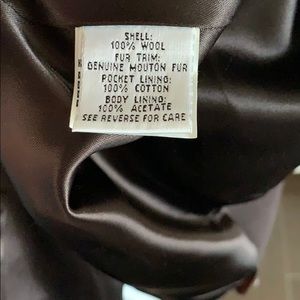 SHELL:
100% WOOL
FUR TRIM:
GENUINE MOUTON FUR
POCKET LINING:
100% COTTON
BODY LINING:
100% ACETATE
SEE REVERSE FOR CARE